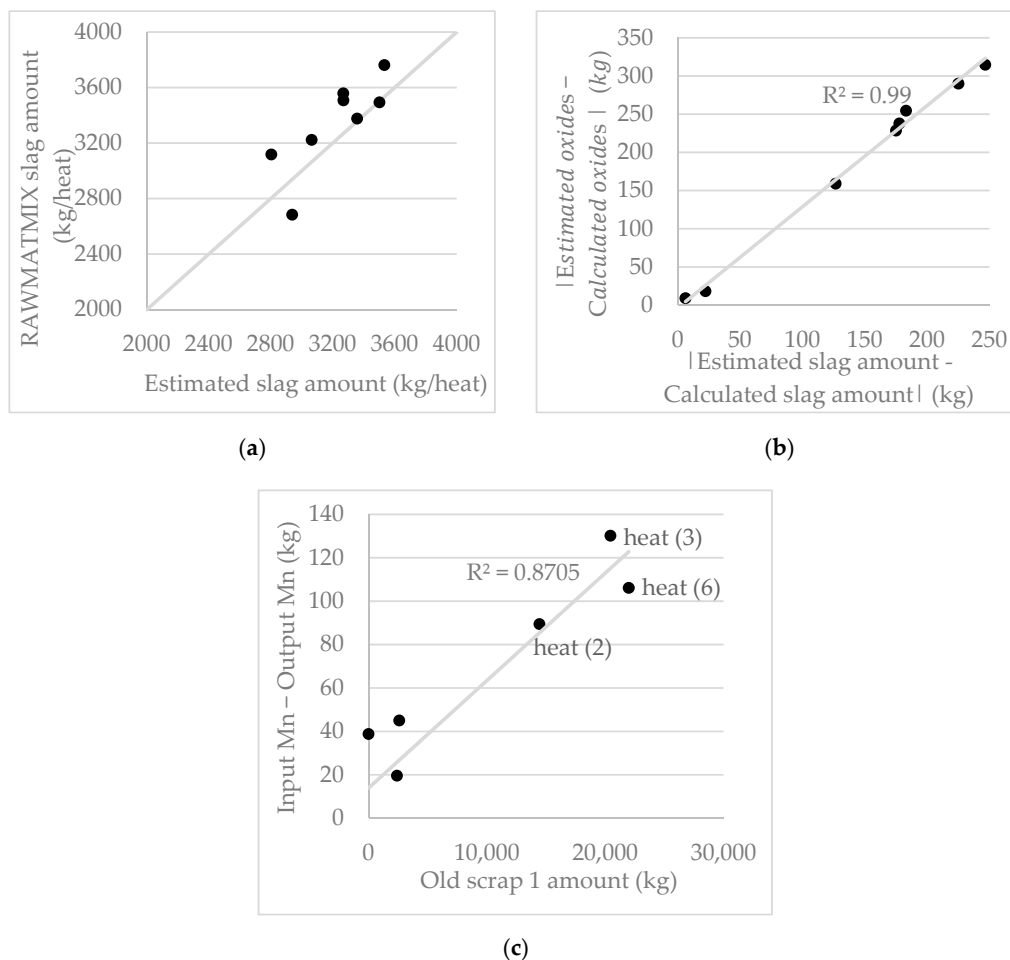 RAWMATMIX slag amount
(kg/heat)
4000
3600
3200
2800
2400
2000
2000 2400 2800 3200 3600 4000
Estimated slag amount (kg/heat)
(a)
|Estimated oxides –
Calculated oxides | (kg)
350
300
250
200
150
100
50
0
R² = 0.99
0 50 100 150 200 250
|Estimated slag amount -
Calculated slag amount| (kg)
(b)
Input Mn – Output Mn (kg)
140
120
100
80
60
40
20
0
heat (3)
R² = 0.8705
heat (6)
heat (2)
0 10,000 20,000 30,000
Old scrap 1 amount (kg)
(c)